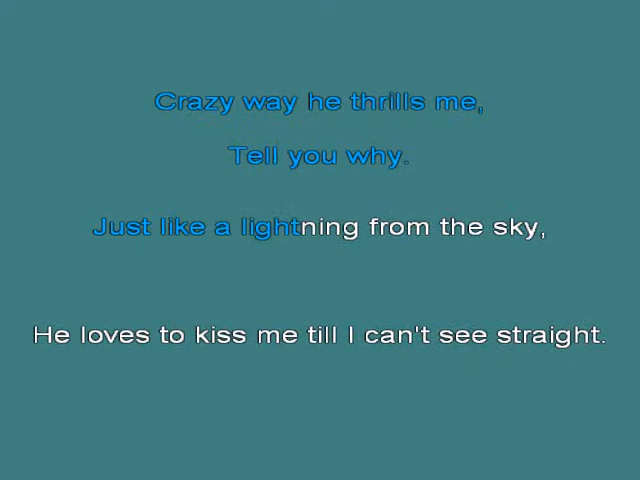 Crazy way he thrills me,
Tell you why.
Just like a lightning from the sky,
He loves to kiss me till I can't see straight.